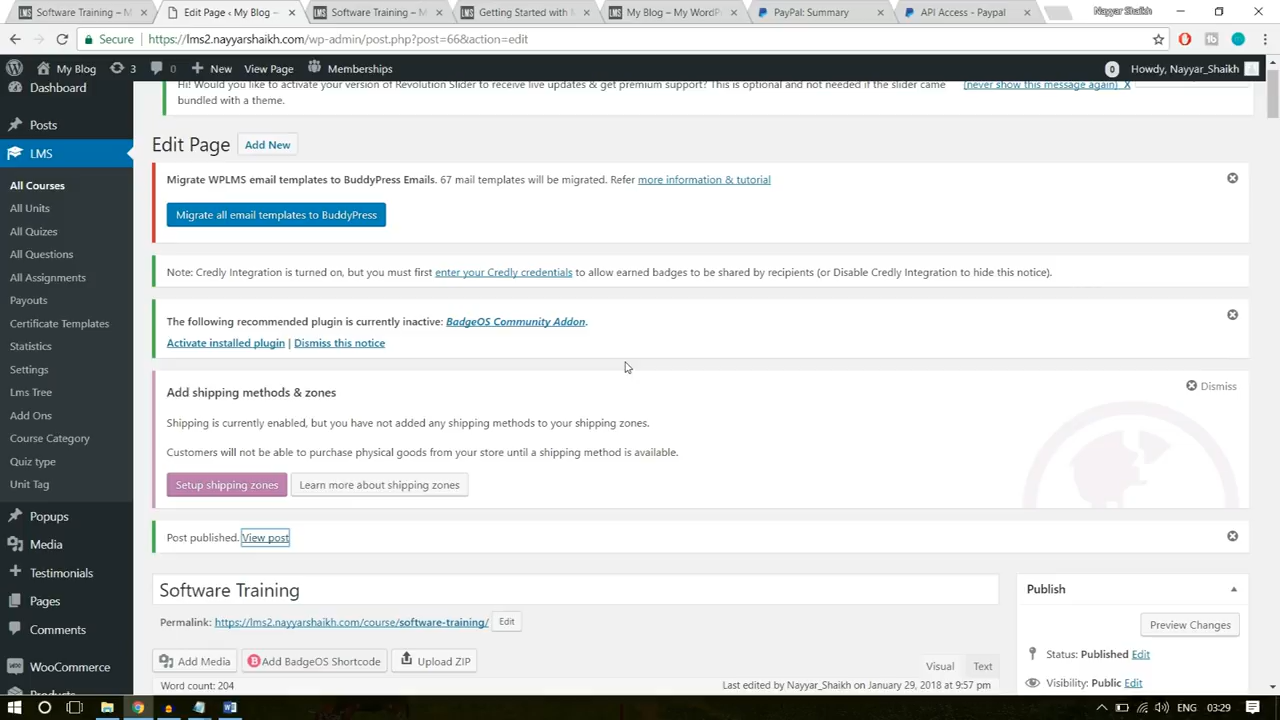 Software Training – M
Edit Page ‹ My Blog –
Software Training – M
Getting Started with
My Blog – My WordP
PayPal: Summary
API Access - Paypal
Nayyar Shaikh
Secure
https://lms2.nayyarshaikh.com/wp-admin/post.php?post=66&action=edit
My Blog
3
0
New
View Page
Memberships
0
Howdy, Nayyar_Shaikh
Dashboard
Posts
LMS
All Courses
All Units
All Quizes
All Questions
All Assignments
Payouts
Certificate Templates
Statistics
Settings
Lms Tree
Add Ons
Course Category
Quiz type
Unit Tag
Popups
Media
Testimonials
Pages
Comments
WooCommerce
Products
Hi! Would you like to activate your version of Revolution Slider to receive live updates & get premium support? This is optional and not needed if the slider came
bundled with a theme.
(never show this message again) X
Edit Page
Add New
Migrate WPLMS email templates to BuddyPress Emails. 67 mail templates will be migrated. Refer more information & tutorial
Migrate all email templates to BuddyPress
Note: Credly Integration is turned on, but you must first enter your Credly credentials to allow earned badges to be shared by recipients (or Disable Credly Integration to hide this notice).
The following recommended plugin is currently inactive: BadgeOS Community Addon.
Activate installed plugin | Dismiss this notice
Add shipping methods & zones
Dismiss
Shipping is currently enabled, but you have not added any shipping methods to your shipping zones.
Customers will not be able to purchase physical goods from your store until a shipping method is available.
Setup shipping zones
Learn more about shipping zones
Post published. View post
Software Training
Permalink: https://lms2.nayyarshaikh.com/course/software-training/
Edit
Add Media
Add BadgeOS Shortcode
Upload ZIP
Visual
Text
Word count: 204
Last edited by Nayyar_Shaikh on January 29, 2018 at 9:57 pm
Publish
Preview Changes
Status: Published Edit
Visibility: Public Edit
ENG
03:29